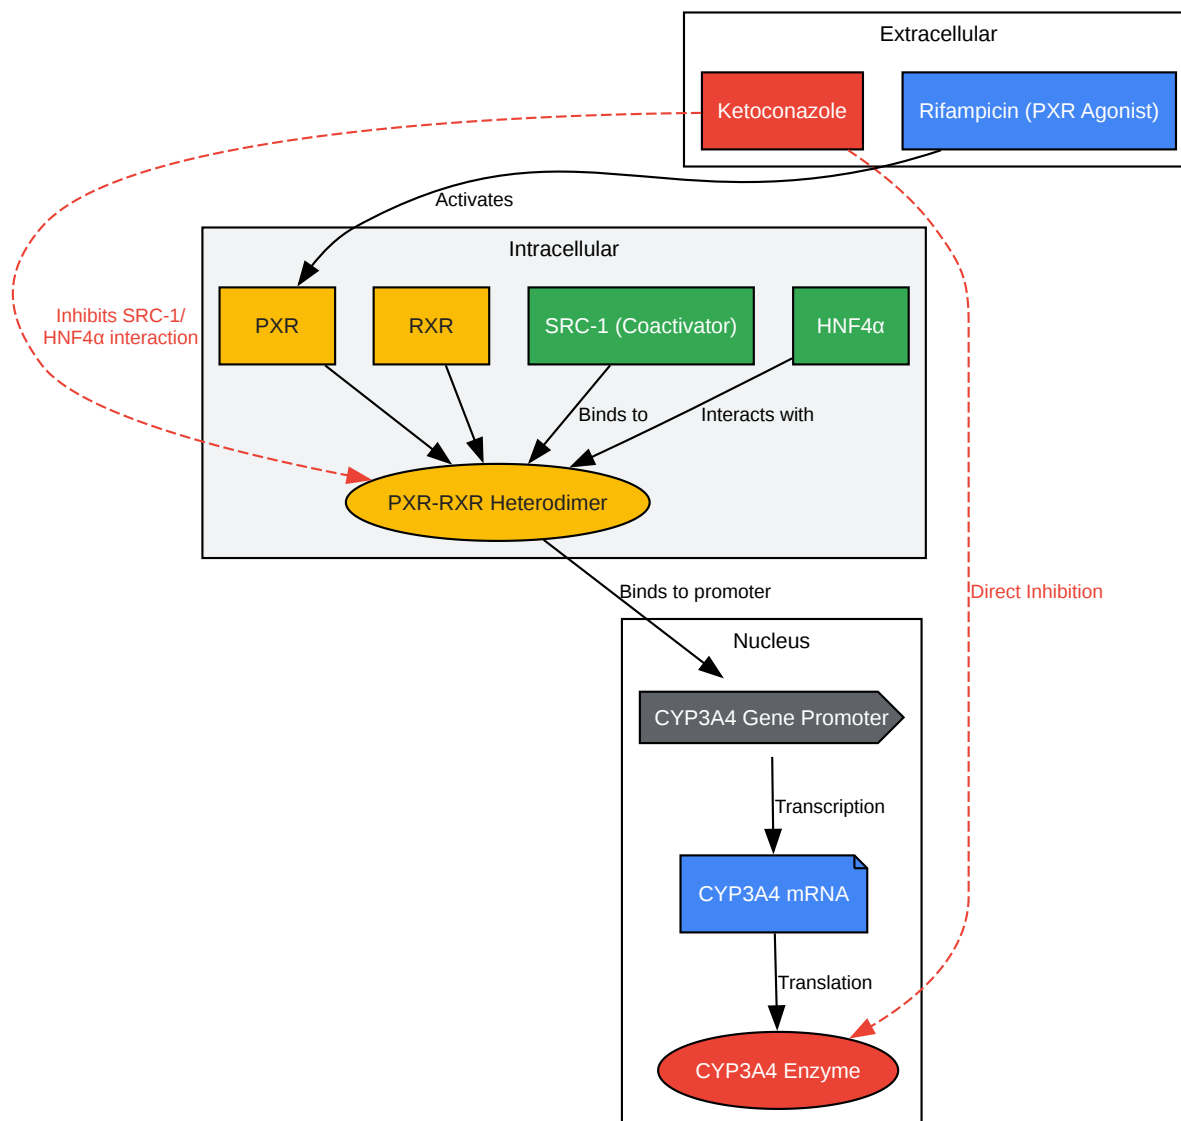 Extracellular
Ketoconazole
Rifampicin (PXR Agonist)
Activates
Intracellular
Inhibits SRC-1/
HNF4α interaction
PXR
RXR
SRC-1 (Coactivator)
HNF4α
Binds to
Interacts with
PXR-RXR Heterodimer
Binds to promoter
Direct Inhibition
Nucleus
CYP3A4 Gene Promoter
Transcription
CYP3A4 mRNA
Translation
CYP3A4 Enzyme